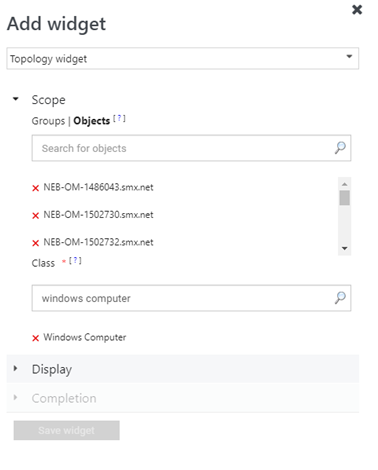 Add widget
Topology widget
Scope
Groups | Objects [?]
Search for objects
NEB-OM-1486043.smx.net
NEB-OM-1502730.smx.net
NEB-OM-1502732.smx.net
Class * [?]
windows computer
Windows Computer
Display
Completion
Save widget